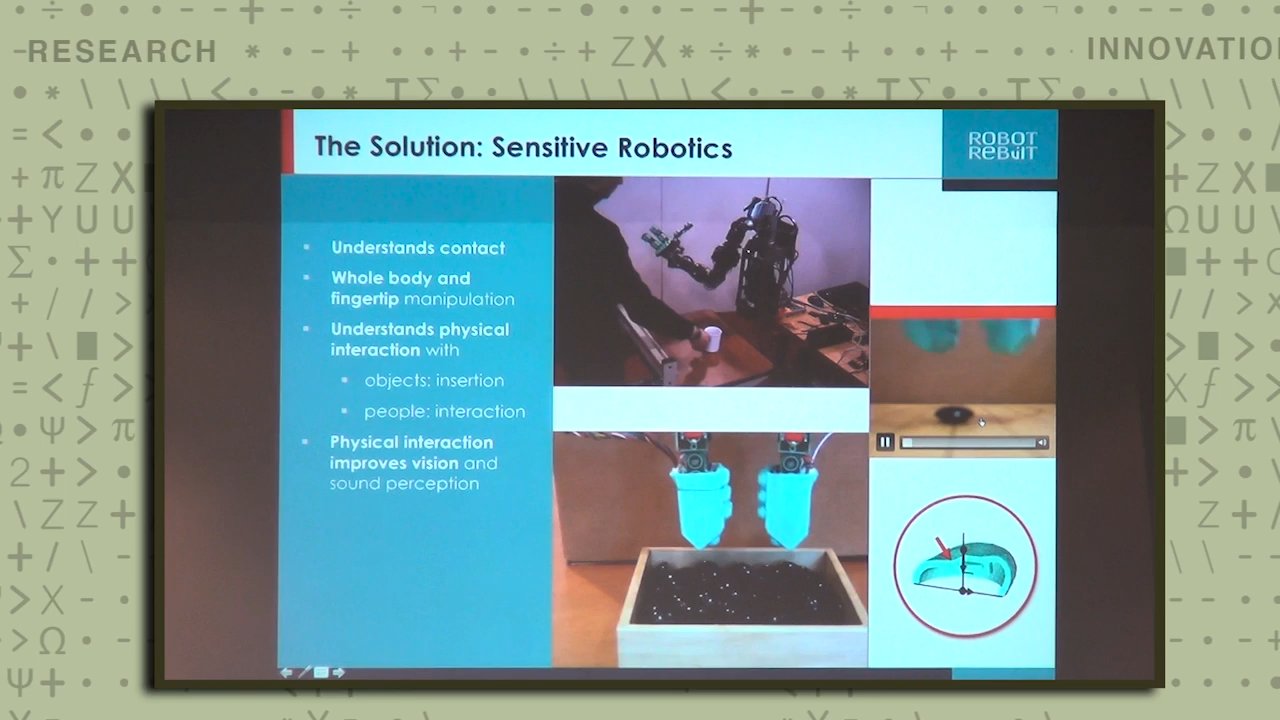 RESEARCH
INNOVATIO
The Solution: Sensitive Robotics
ROBOT
ReBuilT
Understands contact
Whole body and
fingertip manipulation
Understands physical
interaction with
objects: insertion
people: interaction
Physical interaction
improves vision and
sound perception